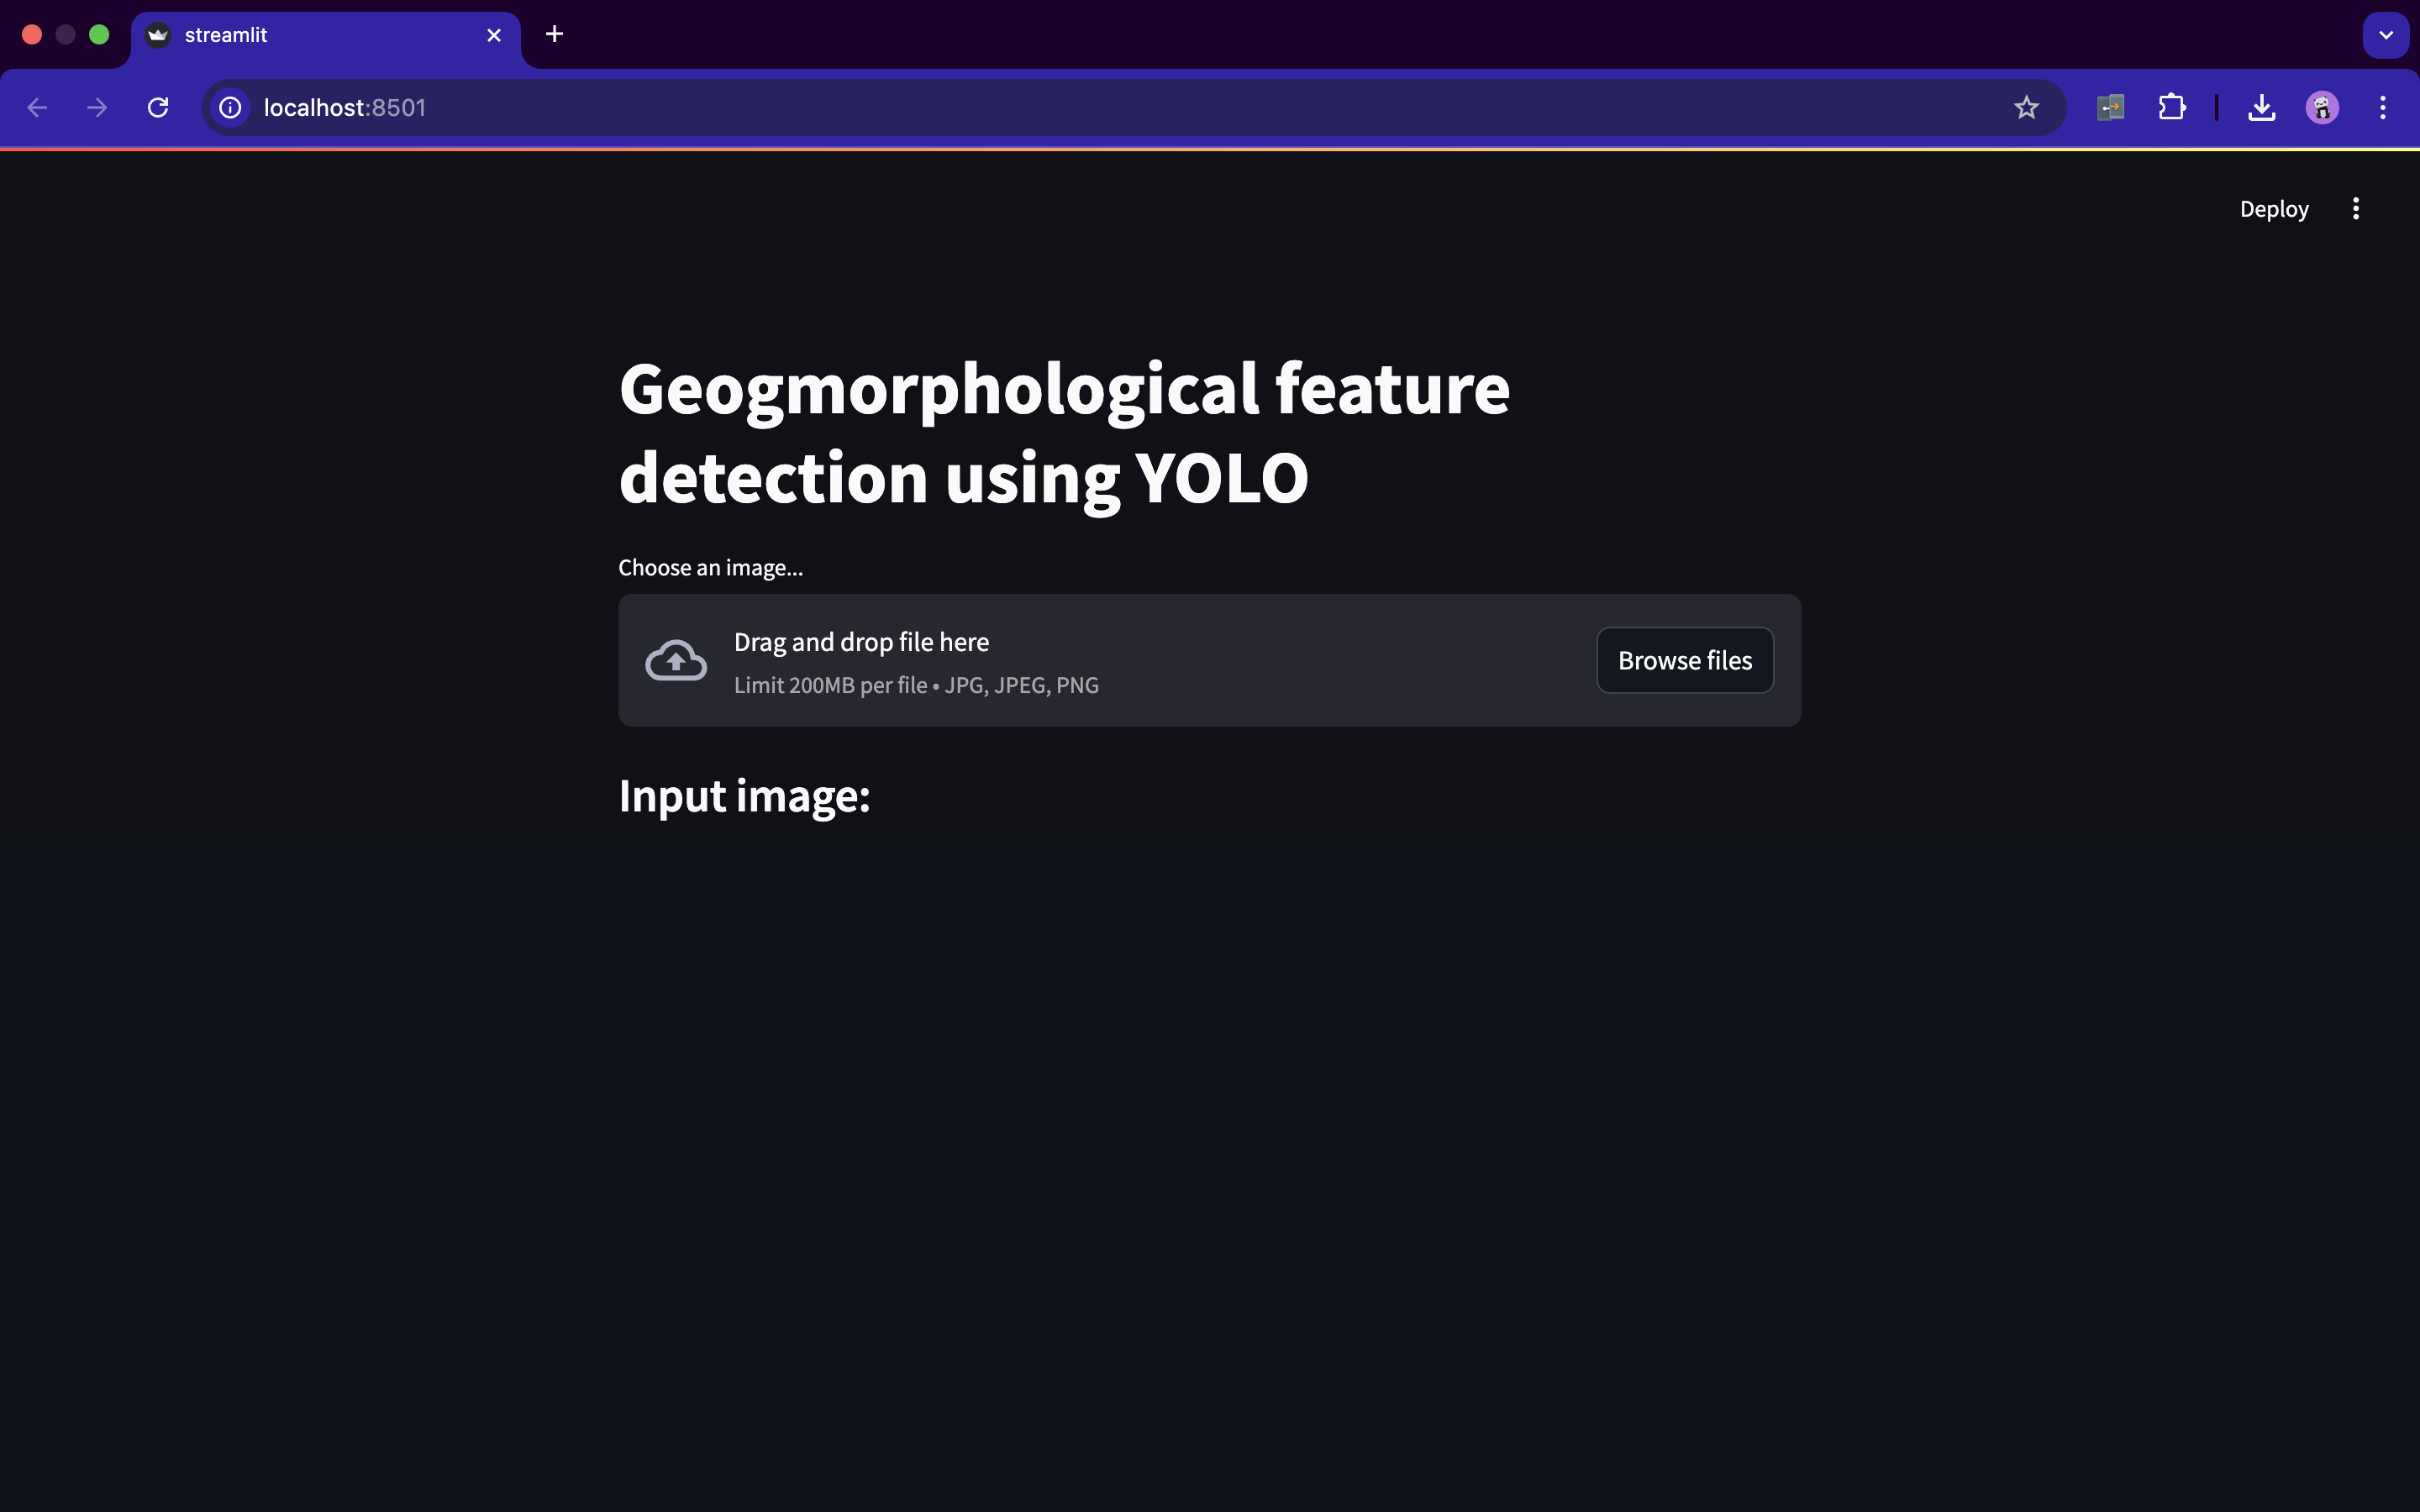 streamlit
localhost:8501
Deploy
Geogmorphological feature
detection using YOLO
Choose an image...
Drag and drop file here
Limit 200MB per file • JPG, JPEG, PNG
Browse files
Input image: